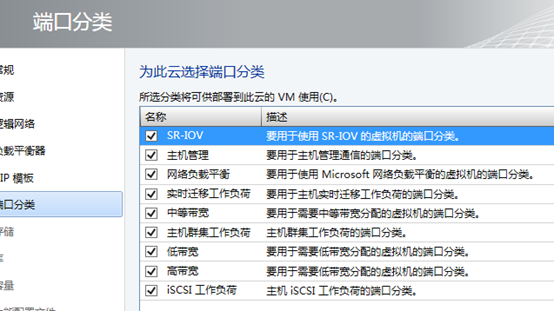 端口分类
常规
资源
逻辑网络
负载平衡器
VIP 模板
端口分类
存储
容量
为此云选择端口分类
所选分类将可供部署到此云的 VM 使用(C)。
名称 描述
SR-IOV 要用于使用 SR-IOV 的虚拟机的端口分类。
主机管理 要用于主机管理通信的端口分类。
网络负载平衡 要用于使用 Microsoft 网络负载平衡的虚拟机的端口分类。
实时迁移工作负荷 要用于主机实时迁移工作负荷的端口分类。
中等带宽 要用于需要中等带宽分配的虚拟机的端口分类。
主机群集工作负荷 主机群集工作负荷的端口分类。
低带宽 要用于需要低带宽分配的虚拟机的端口分类。
高带宽 要用于需要低带宽分配的虚拟机的端口分类。
iSCSI 工作负荷 主机 iSCSI 工作负荷的端口分类。